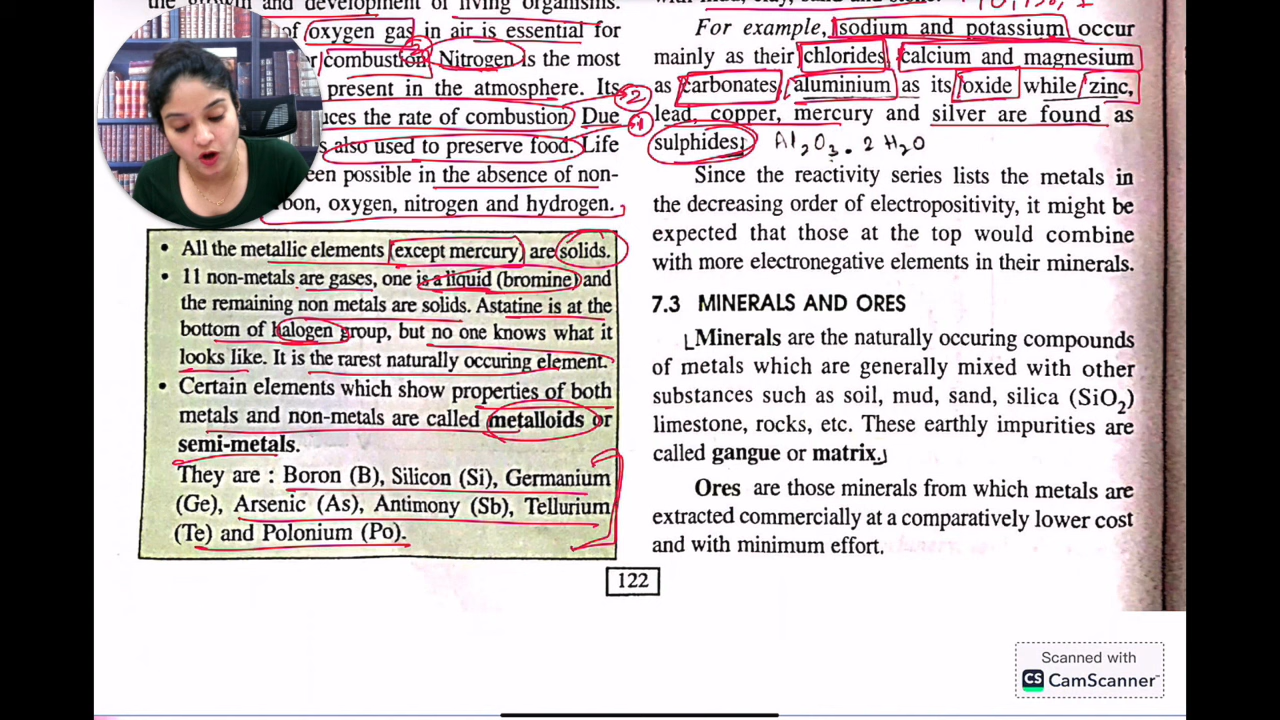 the growth and development of living organisms.
of oxygen gas in air is essential for
combustion Nitrogen is the most
present in the atmosphere. Its
uces the rate of combustion Due
also used to preserve food. Life
een possible in the absence of non-
bon, oxygen, nitrogen and hydrogen.
• All the metallic elements (except mercury) are solids.
• 11 non-metals are gases, one is a liquid (bromine) and
the remaining non metals are solids. Astatine is at the
bottom of halogen group, but no one knows what it
looks like. It is the rarest naturally occuring element.
• Certain elements which show properties of both
metals and non-metals are called metalloids or
semi-metals.
They are : Boron (B), Silicon (Si), Germanium
(Ge), Arsenic (As), Antimony (Sb), Tellurium
(Te) and Polonium (Po).
For example, sodium and potassium occur
mainly as their chlorides, calcium and magnesium
as carbonates, aluminium as its oxide while zinc,
lead, copper, mercury and silver are found as
sulphides. Al2O3.2H2O
Since the reactivity series lists the metals in
the decreasing order of electropositivity, it might be
expected that those at the top would combine
with more electronegative elements in their minerals.
7.3 MINERALS AND ORES
Minerals are the naturally occuring compounds
of metals which are generally mixed with other
substances such as soil, mud, sand, silica (SiO2)
limestone, rocks, etc. These earthly impurities are
called gangue or matrix.
Ores are those minerals from which metals are
extracted commercially at a comparatively lower cost
and with minimum effort.
122
Scanned with
CS CamScanner